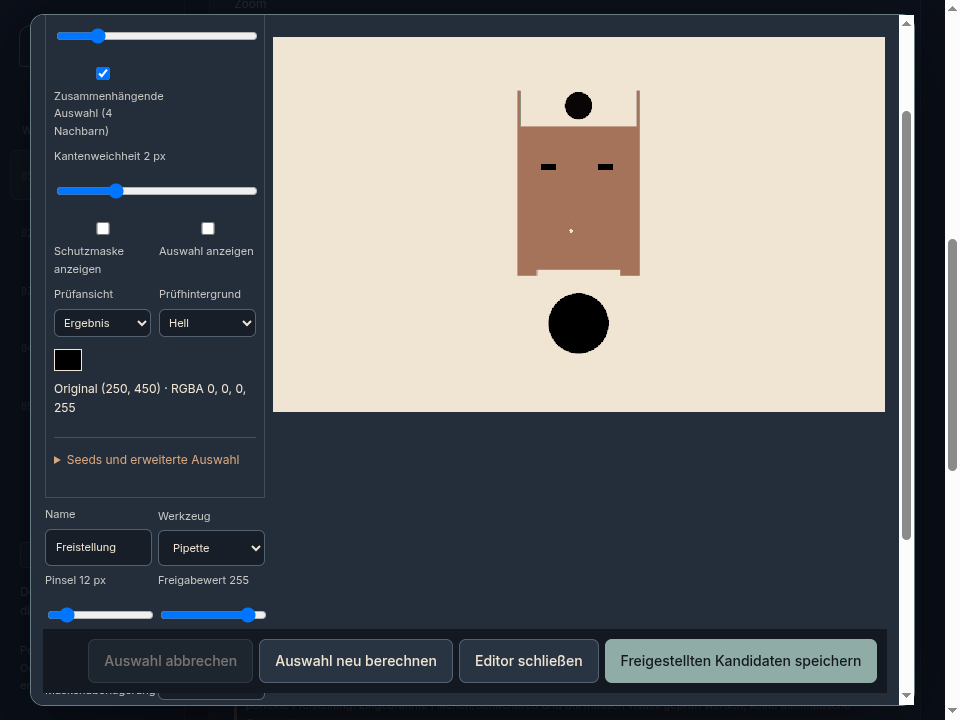 Zoom
Zusammenhängende
Auswahl (4
Nachbarn)
Kantenweichheit 2 px
Schutzmaske
anzeigen
Auswahl anzeigen
Prüfansicht
Prüfhintergrund
Ergebnis
Hell
Original (250, 450) · RGBA 0, 0, 0,
255
Seeds und erweiterte Auswahl
Name
Werkzeug
Freistellung
Pipette
Pinsel 12 px
Freigabewert 255
Auswahl abbrechen
Auswahl neu berechnen
Editor schließen
Freigestellten Kandidaten speichern